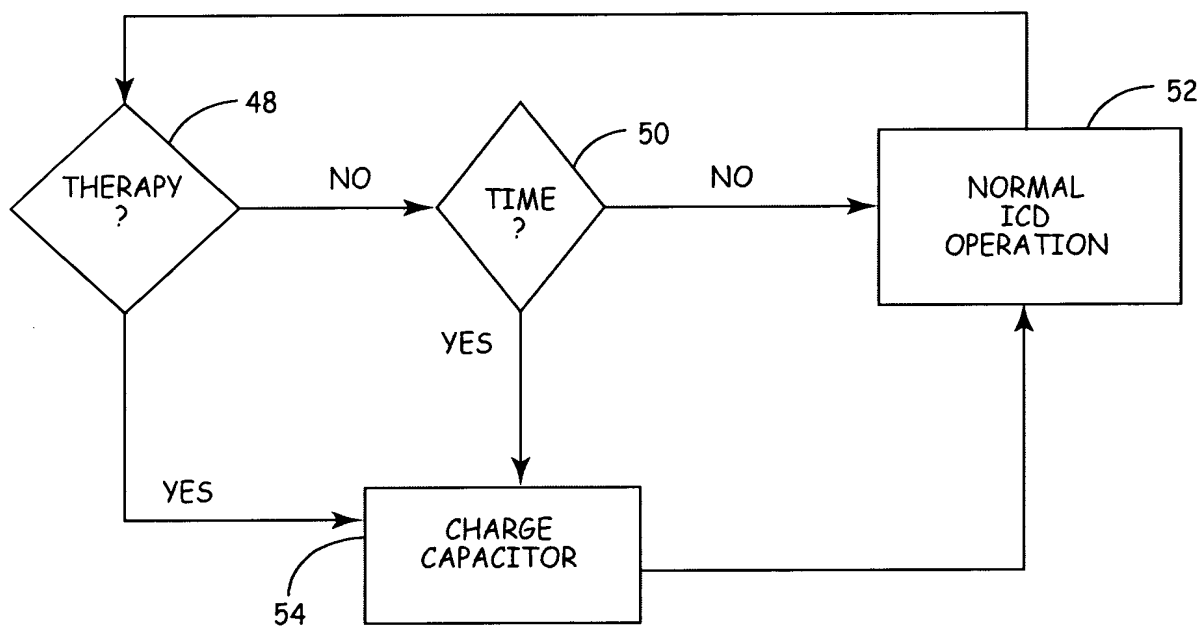 48
THERAPY
?
NO
50
TIME
?
NO
52
NORMAL
ICD
OPERATION
YES
YES
CHARGE
CAPACITOR
54